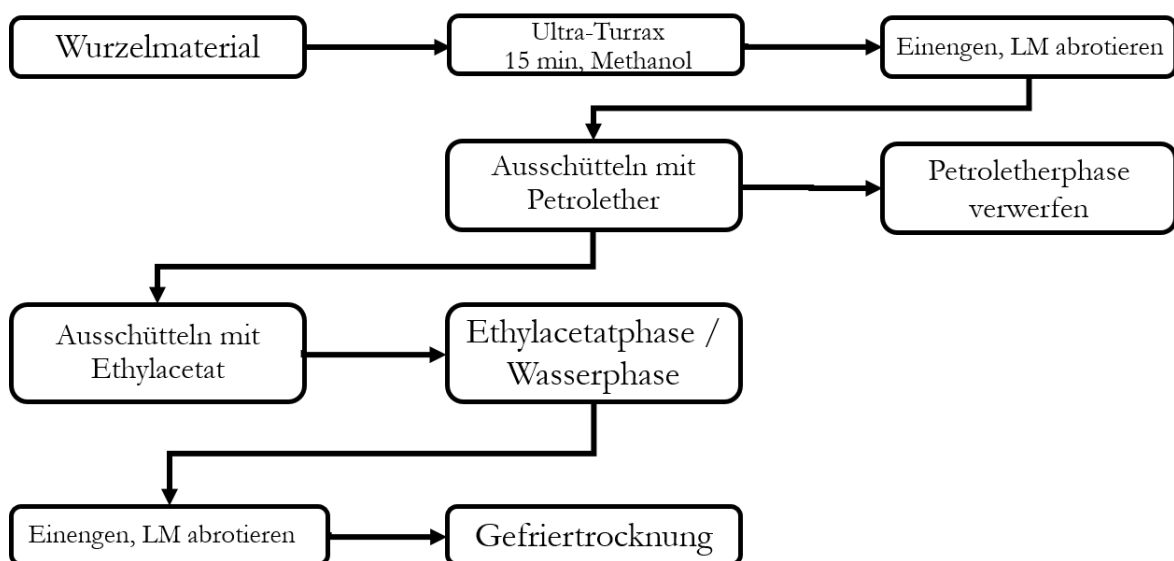 Wurzelmaterial
Ultra-Turrax
15 min, Methanol
Einengen, LM abrotieren
Ausschütteln mit
Petrolether
Petroletherphase
verwerfen
Ausschütteln mit
Ethylacetat
Ethylacetatphase /
Wasserphase
Einengen, LM abrotieren
Gefriertrocknung